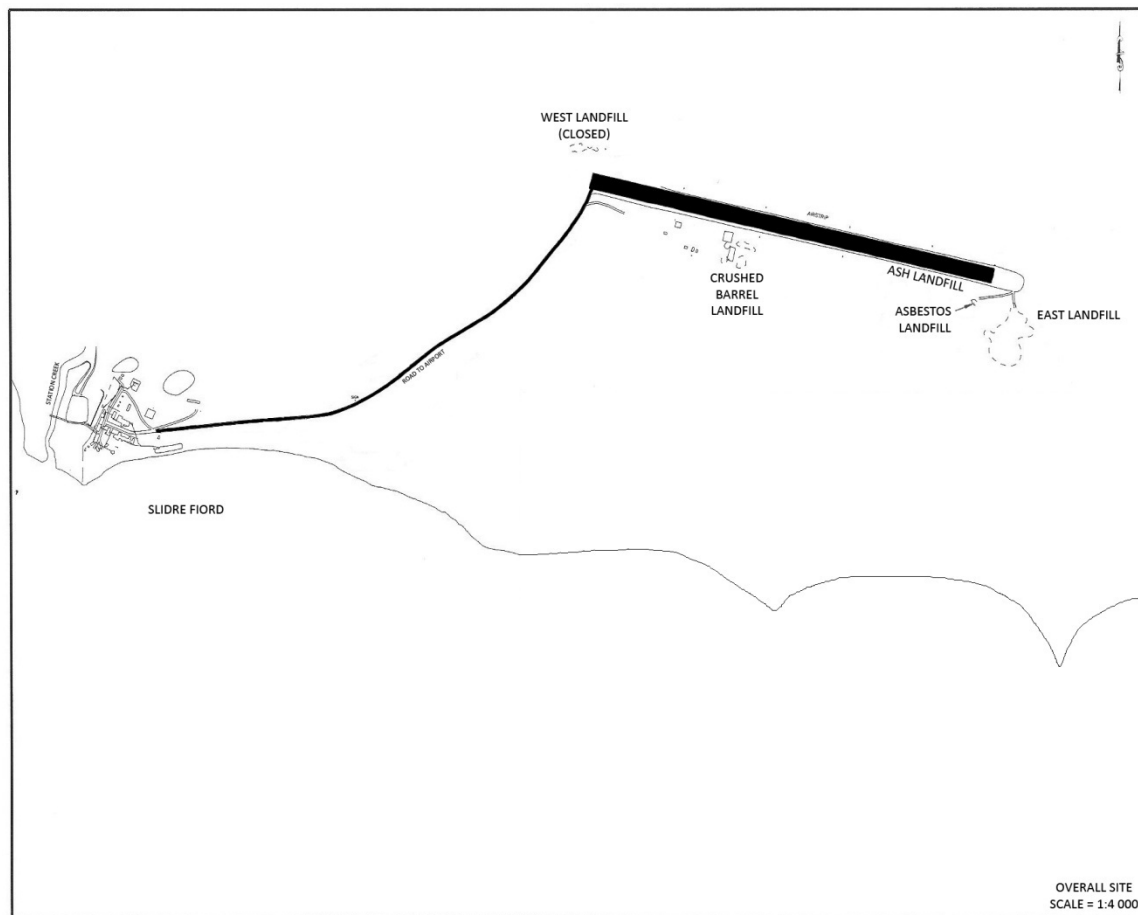 WEST LANDFILL
(CLOSED)
AIRSTRIP
ASH LANDFILL
CRUSHED
BARREL
LANDFILL
ASBESTOS
LANDFILL
EAST LANDFILL
ROAD TO AIRPORT
STATION CREEK
SLIDRE FIORD
OVERALL SITE
SCALE = 1:4 000